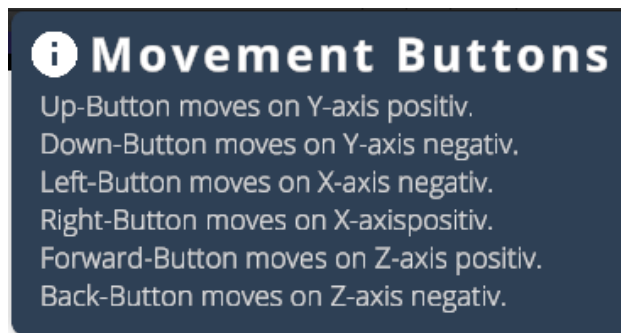 Movement Buttons
Up-Button moves on Y-axis positiv.
Down-Button moves on Y-axis negativ.
Left-Button moves on X-axis negativ.
Right-Button moves on X-axispositiv.
Forward-Button moves on Z-axis positiv.
Back-Button moves on Z-axis negativ.